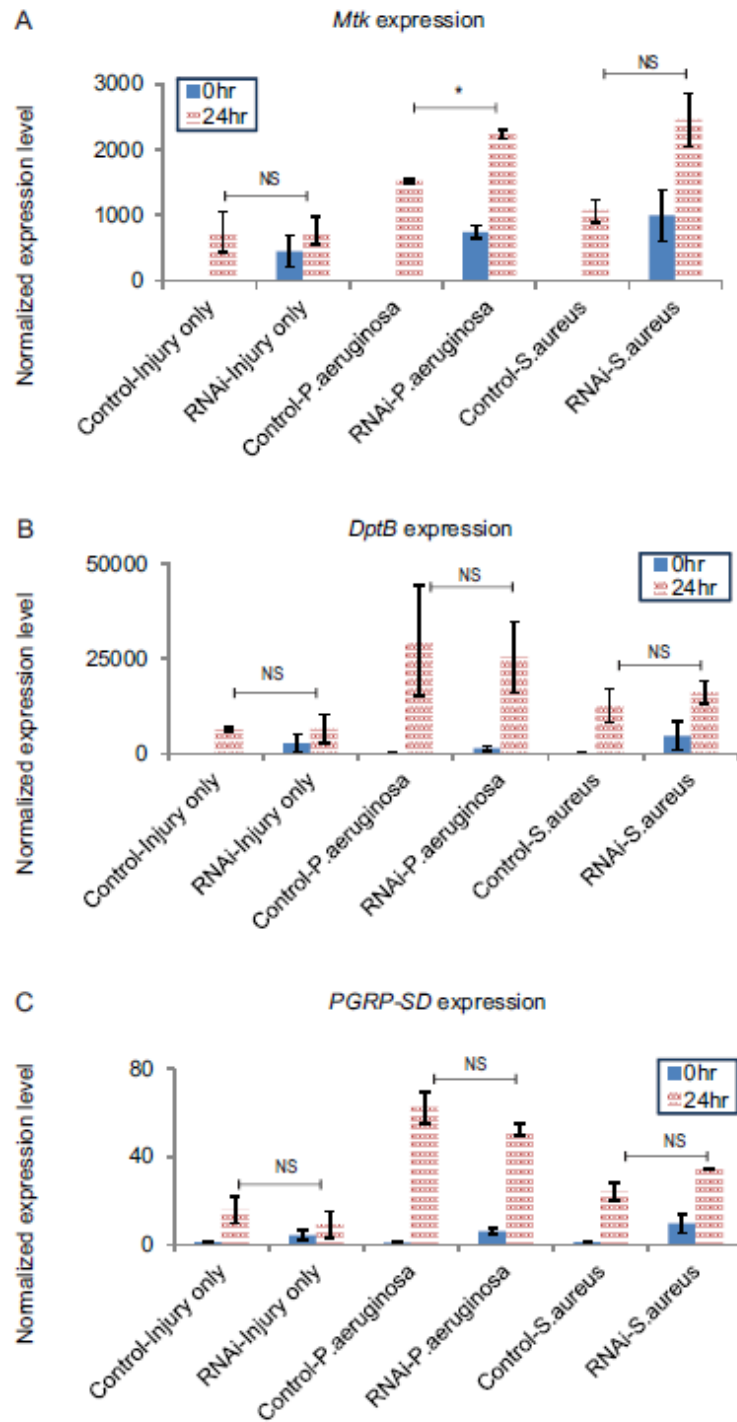 A
Mtk expression
Normalized expression level
0hr
24hr
3000
2000
1000
0
NS
*
NS
Control-Injury only
RNAi-Injury only
Control-P.aeruginosa
RNAi-P.aeruginosa
Control-S.aureus
RNAi-S.aureus
B
DptB expression
Normalized expression level
0hr
24hr
50000
25000
0
NS
NS
NS
Control-Injury only
RNAi-Injury only
Control-P.aeruginosa
RNAi-P.aeruginosa
Control-S.aureus
RNAi-S.aureus
C
PGRP-SD expression
Normalized expression level
0hr
24hr
80
40
0
NS
NS
NS
Control-Injury only
RNAi-Injury only
Control-P.aeruginosa
RNAi-P.aeruginosa
Control-S.aureus
RNAi-S.aureus